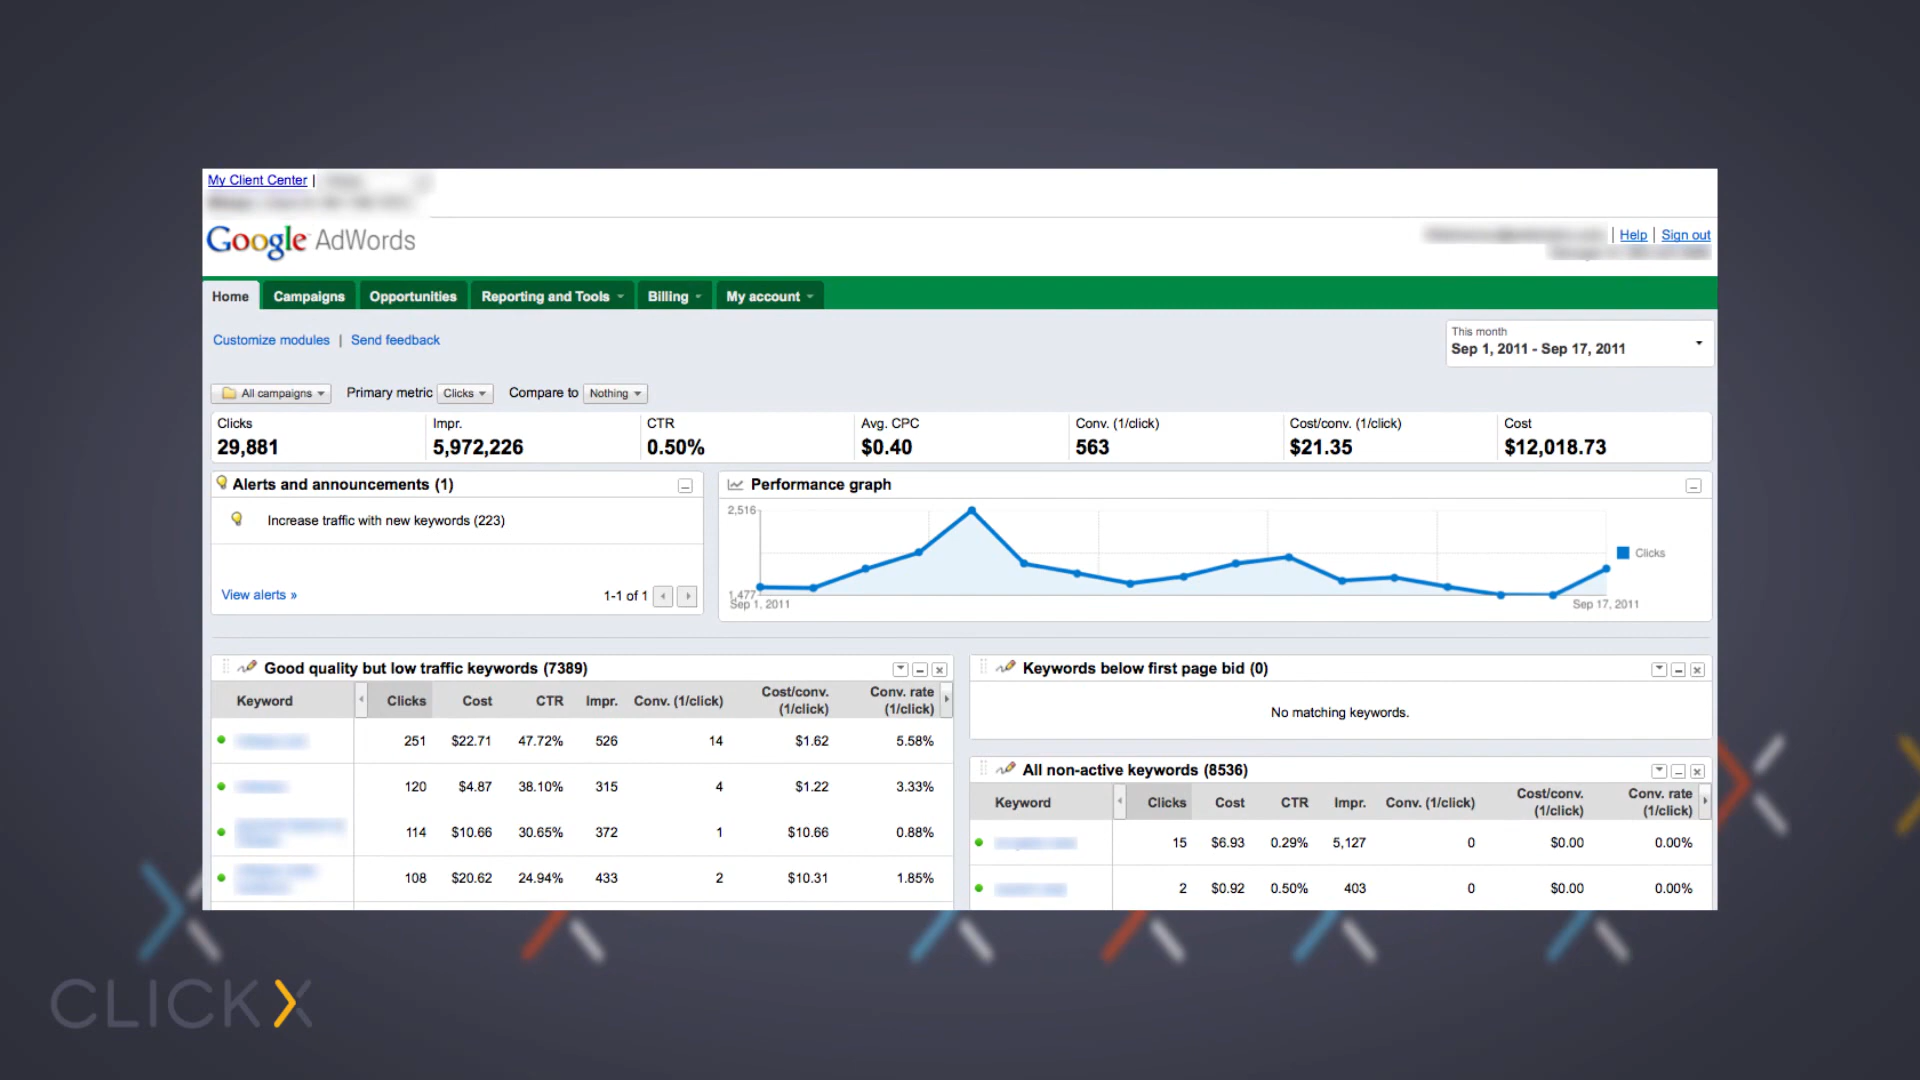 My Client Center |
Google AdWords
| Help | Sign out
Home Campaigns Opportunities Reporting and Tools Billing My account
Customize modules | Send feedback
This month
Sep 1, 2011 - Sep 17, 2011
All campaigns Primary metric Clicks Compare to Nothing
Clicks Impr. CTR Avg. CPC Conv. (1/click) Cost/conv. (1/click) Cost
29,881 5,972,226 0.50% $0.40 563 $21.35 $12,018.73
Alerts and announcements (1)
Increase traffic with new keywords (223)
View alerts » 1-1 of 1
Performance graph
2,516
Clicks
1,477
Sep 1, 2011 Sep 17, 2011
Good quality but low traffic keywords (7389)
Keyword Clicks Cost CTR Impr. Conv. (1/click) Cost/conv. (1/click) Conv. rate (1/click)
251 $22.71 47.72% 526 14 $1.62 5.58%
120 $4.87 38.10% 315 4 $1.22 3.33%
114 $10.66 30.65% 372 1 $10.66 0.88%
108 $20.62 24.94% 433 2 $10.31 1.85%
Keywords below first page bid (0)
No matching keywords.
All non-active keywords (8536)
Keyword Clicks Cost CTR Impr. Conv. (1/click) Cost/conv. (1/click) Conv. rate (1/click)
15 $6.93 0.29% 5,127 0 $0.00 0.00%
2 $0.92 0.50% 403 0 $0.00 0.00%
CLICKX